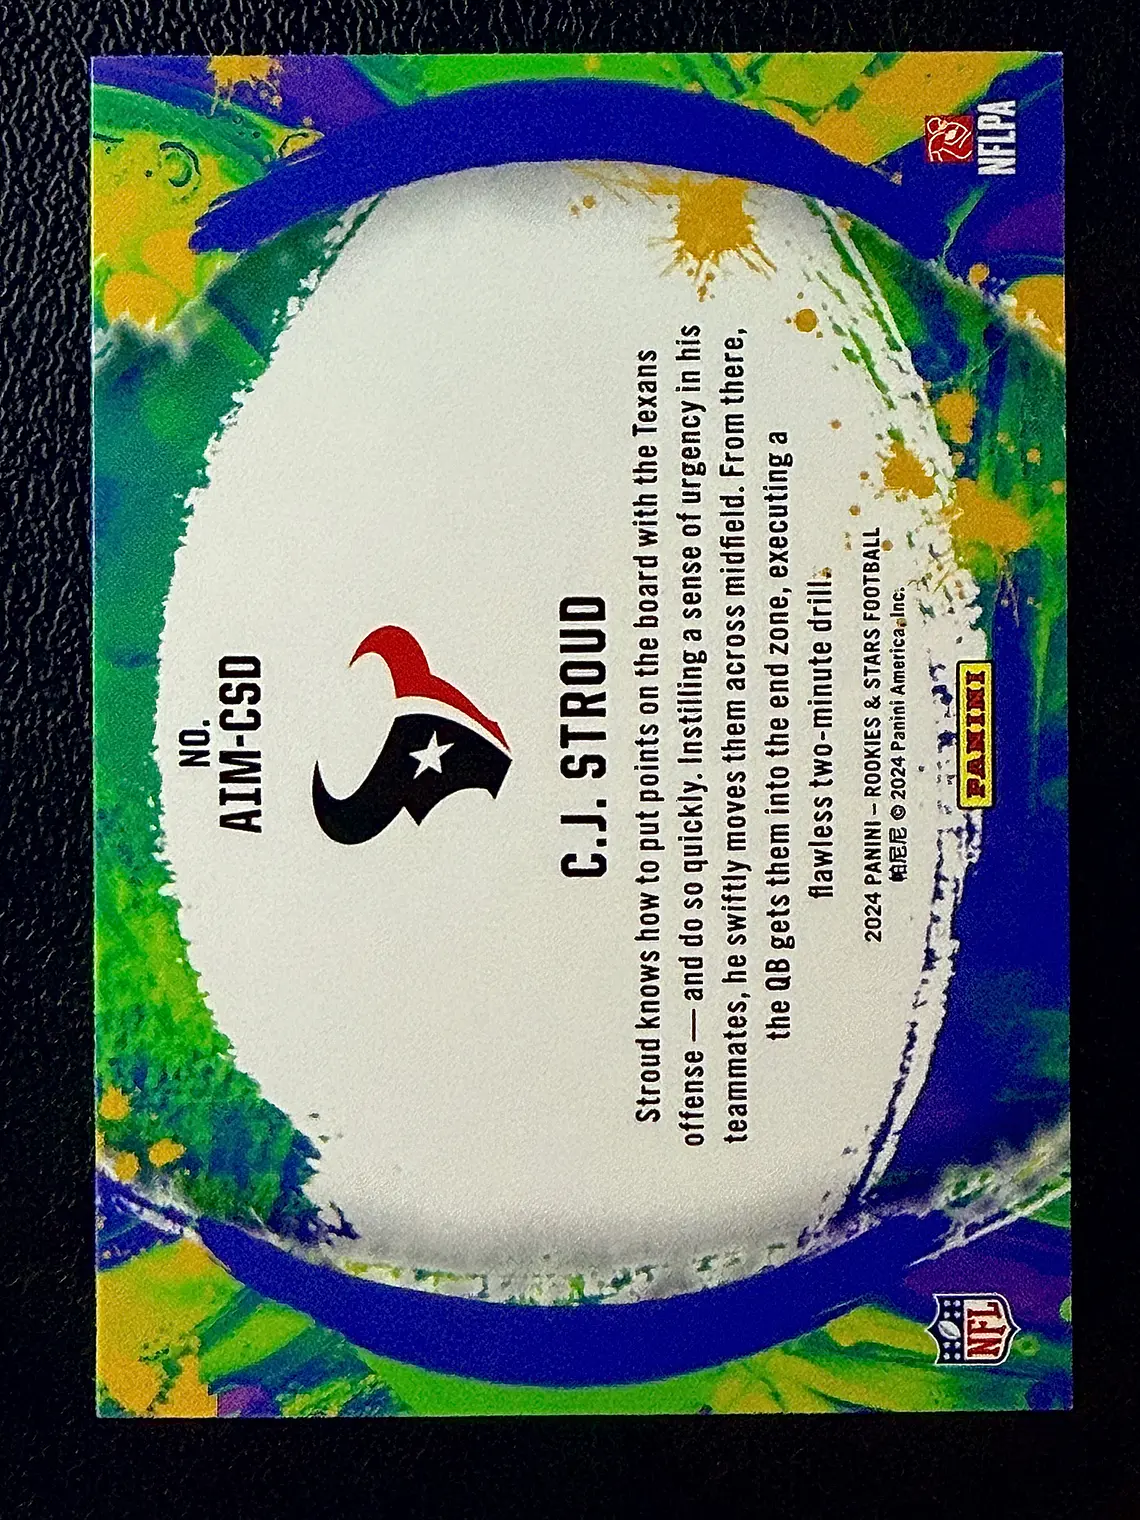 NO.
AIM-CSD
C.J. STROUD
Stroud knows how to put points on the board with the Texans
offense — and do so quickly. Instilling a sense of urgency in his
teammates, he swiftly moves them across midfield. From there,
the QB gets them into the end zone, executing a
flawless two-minute drill.
2024 PANINI – ROOKIES & STARS FOOTBALL
帕尼尼 © 2024 Panini America, Inc.
PANINI
NFL
NFLPA